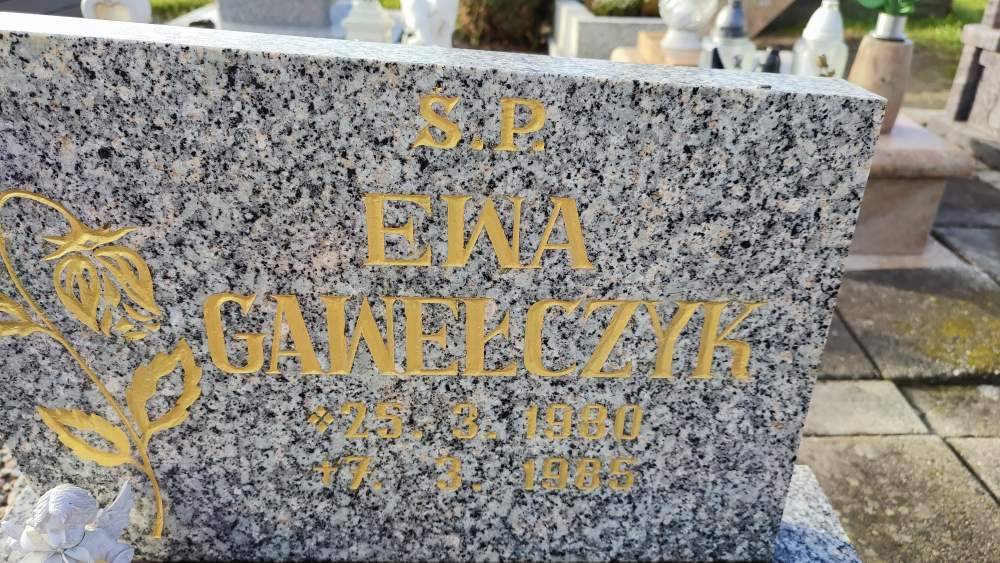 Ś.P.
EWA
GAWEŁCZYK
* 25. 3. 1980
+ 7. 3. 1985